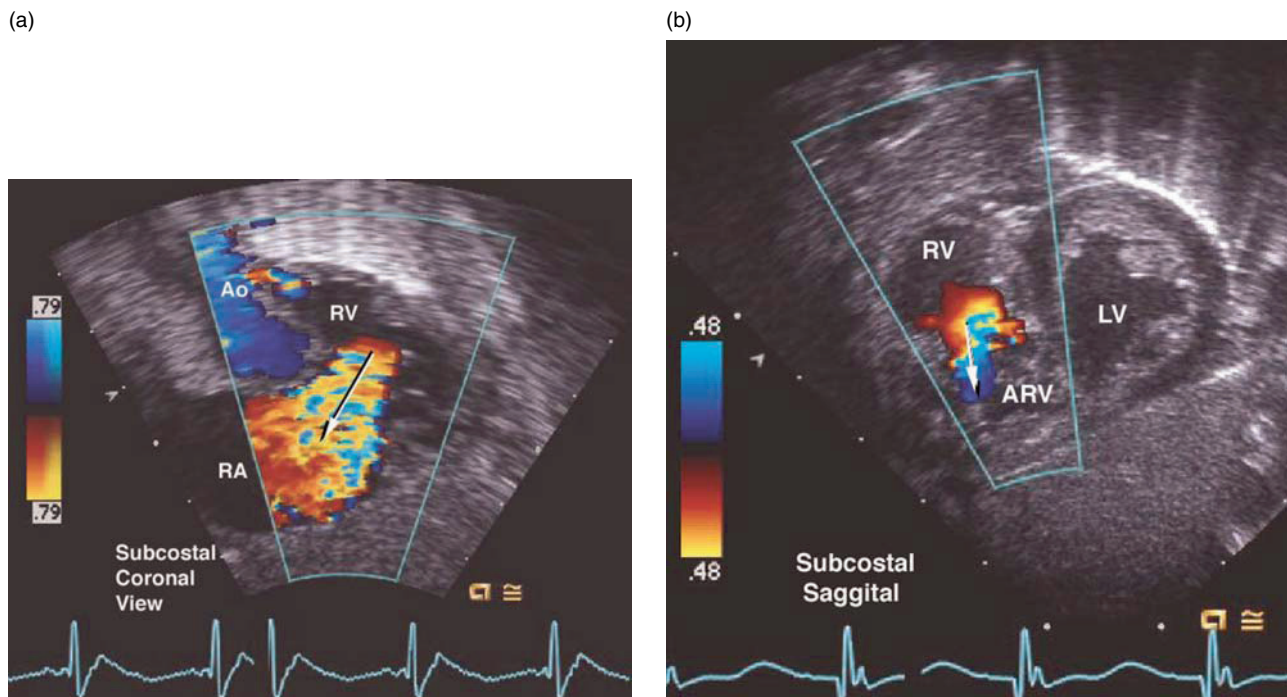 (a)
Ao
RV
RA
.79
.79
Subcostal
Coronal
View
(b)
RV
LV
ARV
.48
.48
Subcostal
Saggital